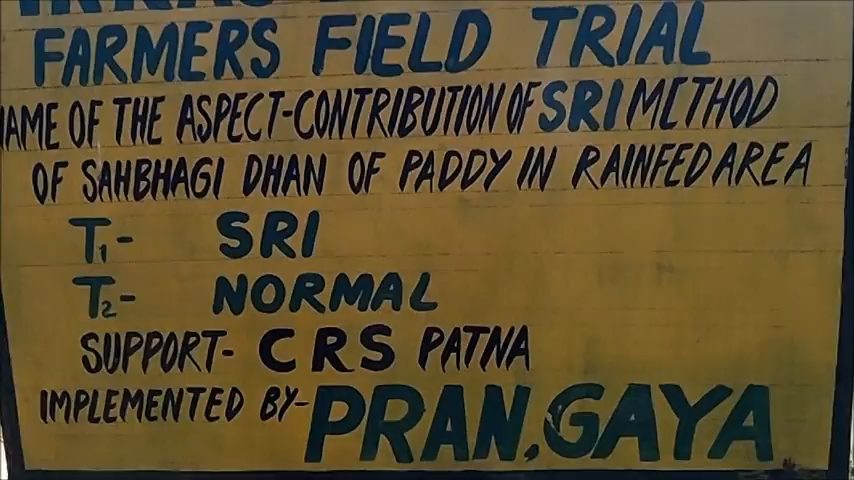 FARMERS FIELD TRIAL
NAME OF THE ASPECT-CONTRIBUTION OF SRI METHOD
OF SAHBHAGI DHAN OF PADDY IN RAINFED AREA
T1- SRI
T2- NORMAL
SUPPORT- CRS PATNA
IMPLEMENTED BY- PRAN, GAYA